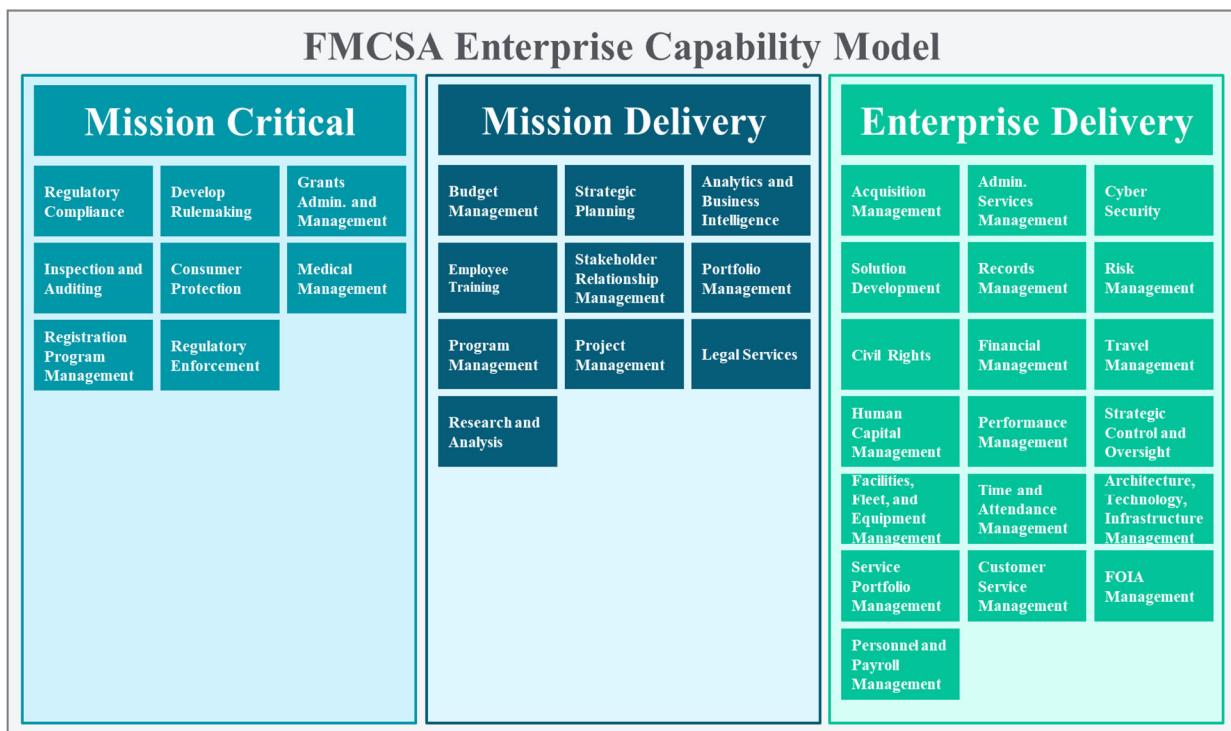 FMCSA Enterprise Capability Model
Mission Critical
Regulatory
Compliance
Develop
Rulemaking
Grants
Admin. and
Management
Inspection and
Auditing
Consumer
Protection
Medical
Management
Registration
Program
Management
Regulatory
Enforcement
Mission Delivery
Budget
Management
Strategic
Planning
Analytics and
Business
Intelligence
Employee
Training
Stakeholder
Relationship
Management
Portfolio
Management
Program
Management
Project
Management
Legal Services
Research and
Analysis
Enterprise Delivery
Acquisition
Management
Admin.
Services
Management
Cyber
Security
Solution
Development
Records
Management
Risk
Management
Civil Rights
Financial
Management
Travel
Management
Human
Capital
Management
Performance
Management
Strategic
Control and
Oversight
Facilities,
Fleet, and
Equipment
Management
Time and
Attendance
Management
Architecture,
Technology,
Infrastructure
Management
Service
Portfolio
Management
Customer
Service
Management
FOIA
Management
Personnel and
Payroll
Management